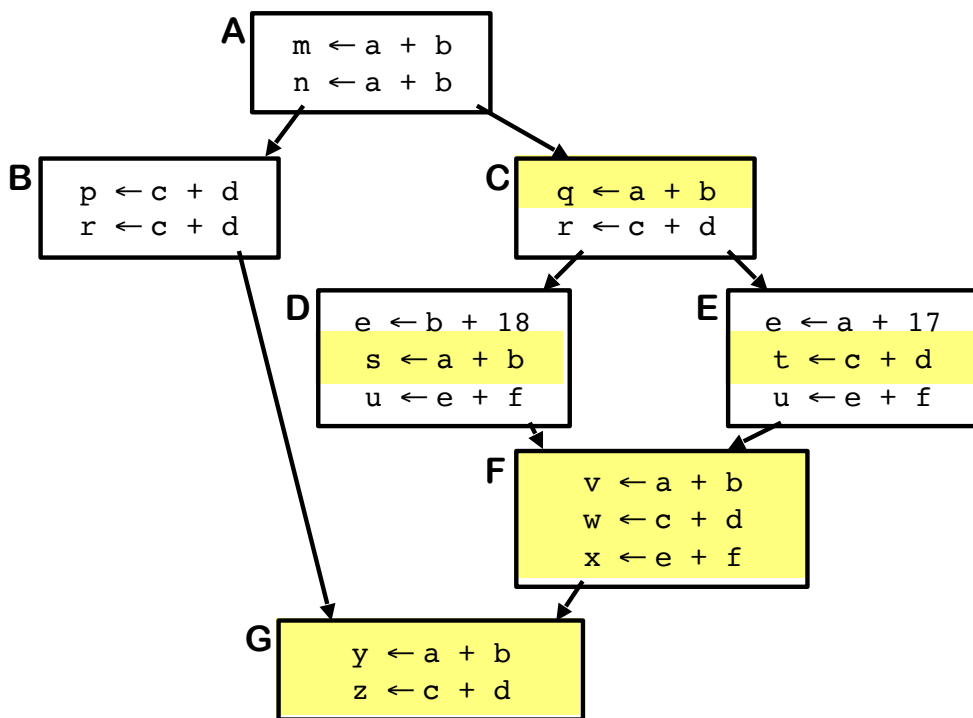 A
m ← a + b
n ← a + b
B
p ← c + d
r ← c + d
C
q ← a + b
r ← c + d
D
e ← b + 18
s ← a + b
u ← e + f
E
e ← a + 17
t ← c + d
u ← e + f
F
v ← a + b
w ← c + d
x ← e + f
G
y ← a + b
z ← c + d